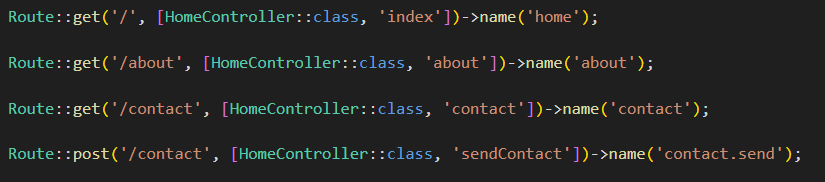 Route::get('/', [HomeController::class, 'index'])->name('home');
Route::get('/about', [HomeController::class, 'about'])->name('about');
Route::get('/contact', [HomeController::class, 'contact'])->name('contact');
Route::post('/contact', [HomeController::class, 'sendContact'])->name('contact.send');